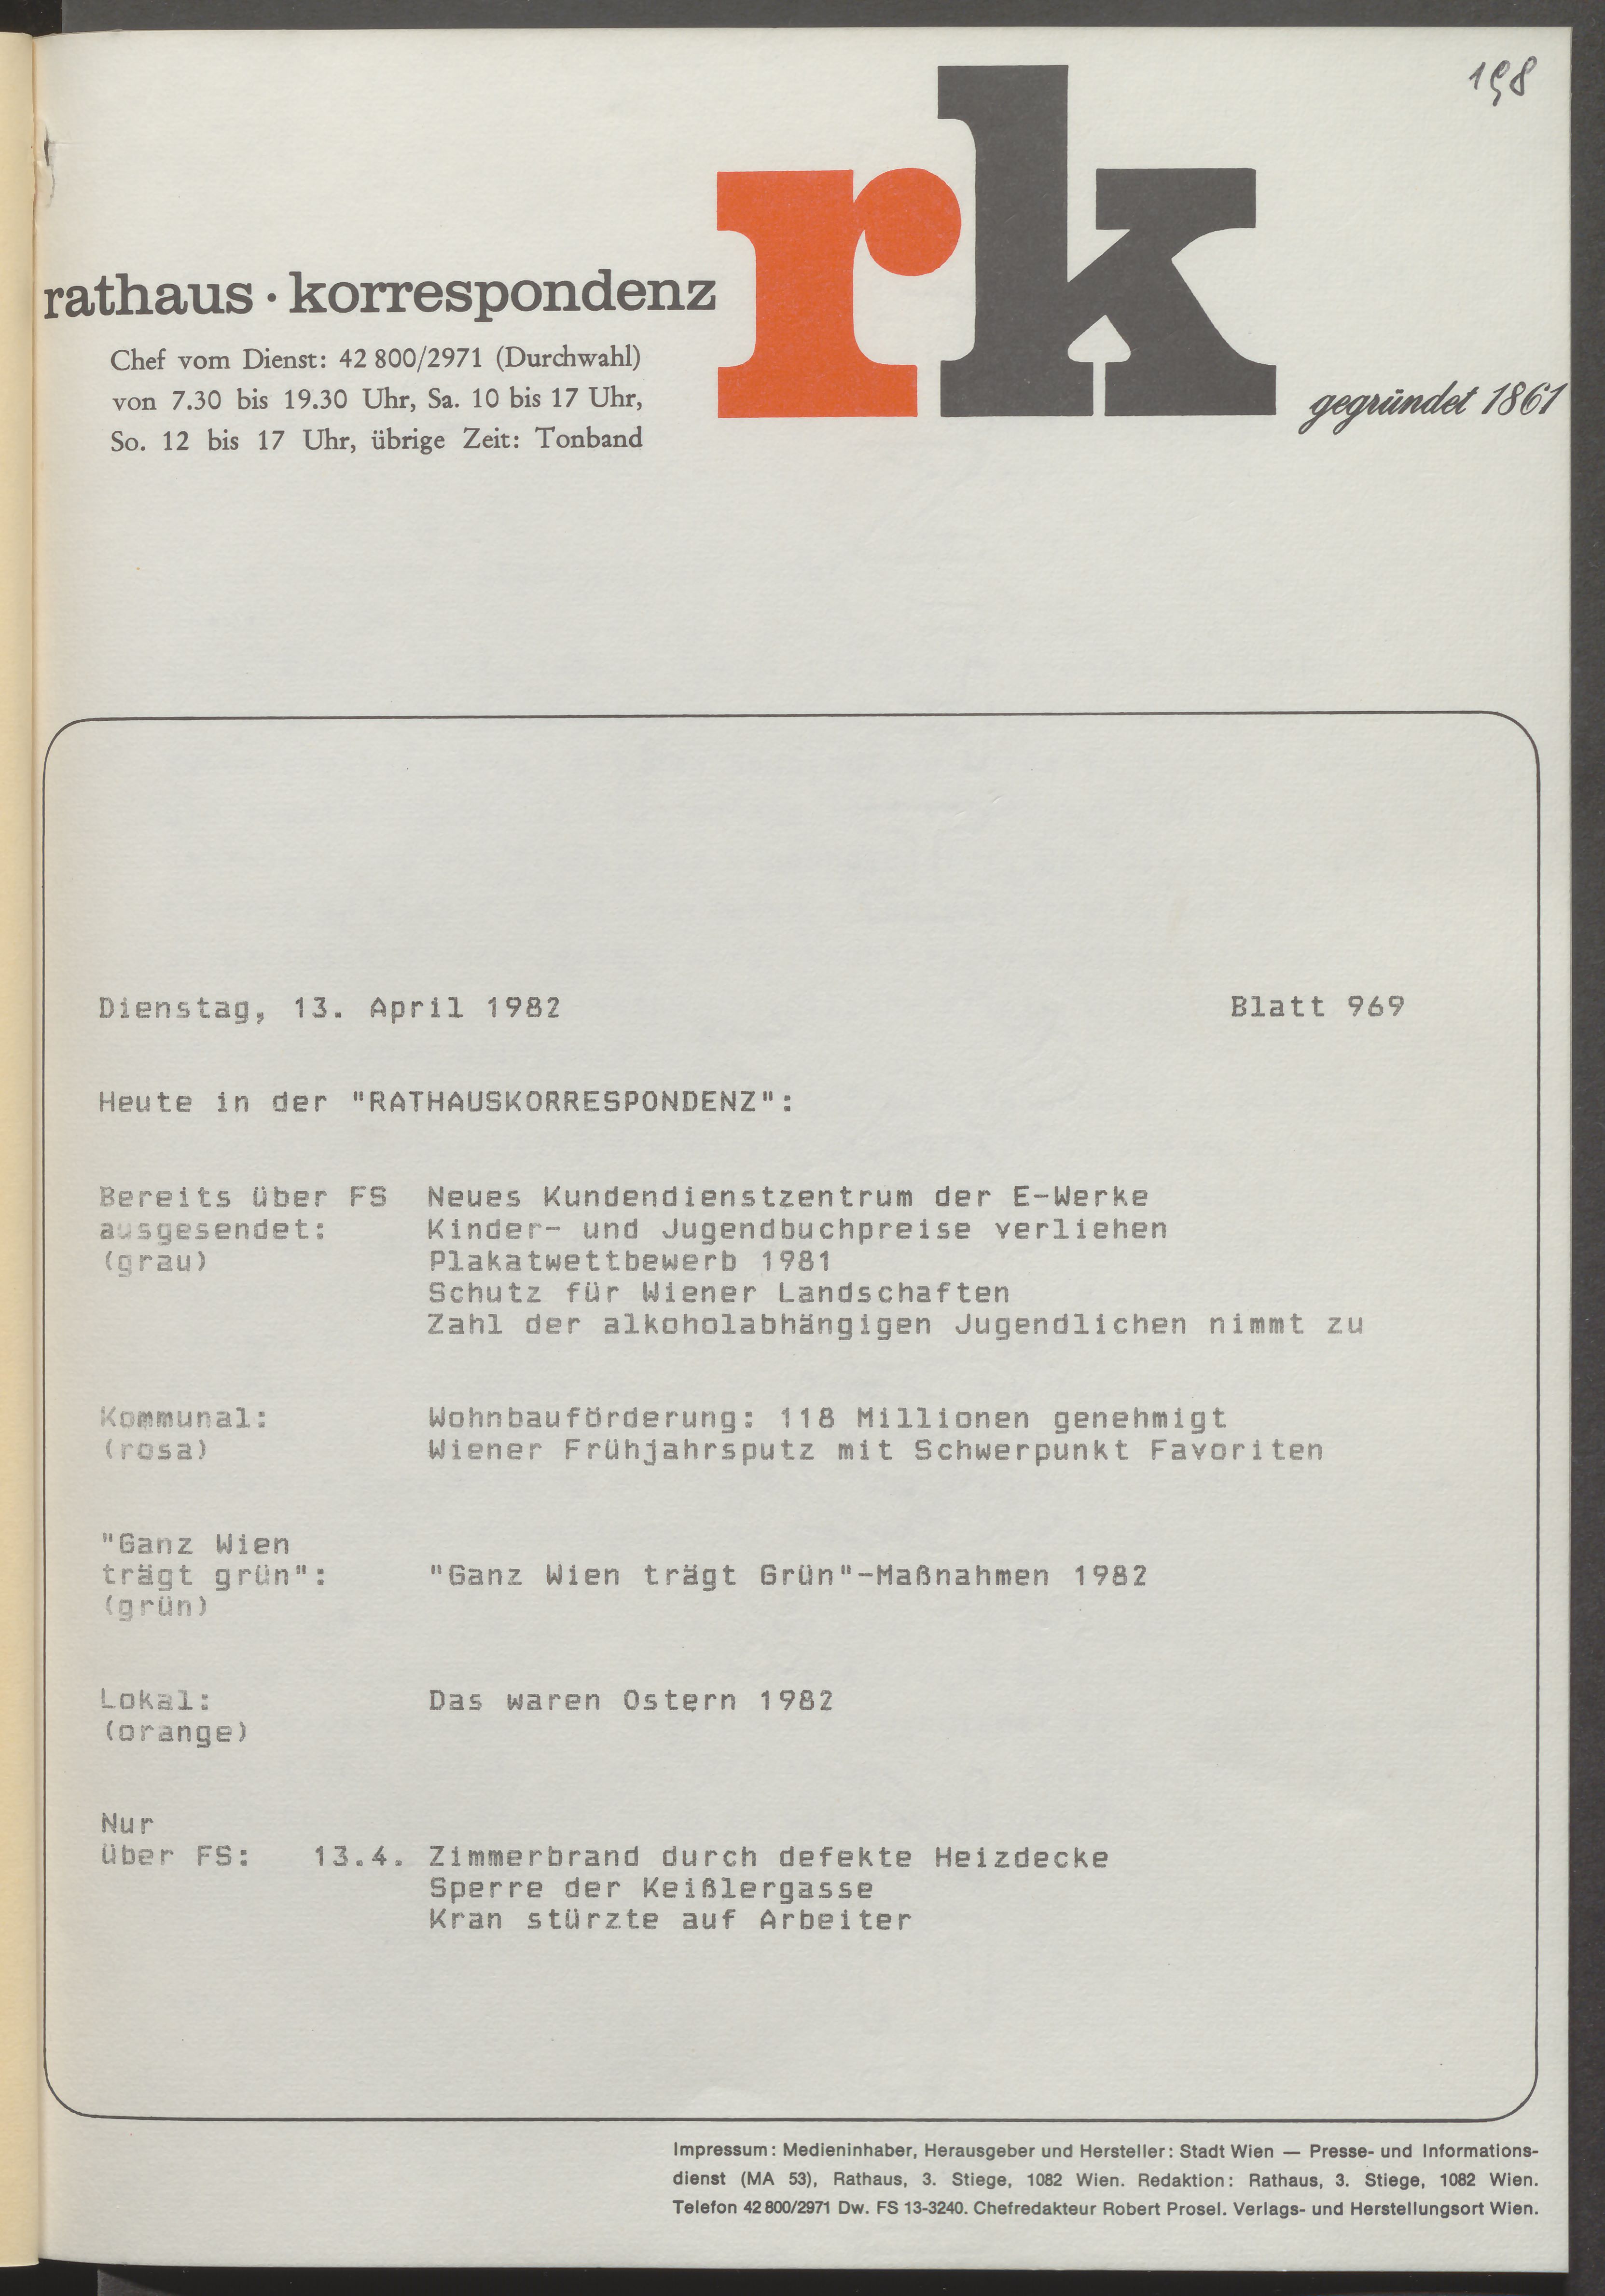 198
rk
rathaus · korrespondenz
Chef vom Dienst: 42 800/2971 (Durchwahl)
von 7.30 bis 19.30 Uhr, Sa. 10 bis 17 Uhr,
So. 12 bis 17 Uhr, übrige Zeit: Tonband
gegründet 1861
Dienstag, 13. April 1982 Blatt 969
Heute in der "RATHAUSKORRESPONDENZ":
Bereits über FS Neues Kundendienstzentrum der E-Werke
ausgesendet: Kinder- und Jugendbuchpreise verliehen
(grau) Plakatwettbewerb 1981
Schutz für Wiener Landschaften
Zahl der alkoholabhängigen Jugendlichen nimmt zu
Kommunal: Wohnbauförderung: 118 Millionen genehmigt
(rosa) Wiener Frühjahrsputz mit Schwerpunkt Favoriten
"Ganz Wien
trägt grün": "Ganz Wien trägt Grün"-Maßnahmen 1982
(grün)
Lokal: Das waren Ostern 1982
(orange)
Nur
über FS: 13.4. Zimmerbrand durch defekte Heizdecke
Sperre der Keißlergasse
Kran stürzte auf Arbeiter
Impressum: Medieninhaber, Herausgeber und Hersteller: Stadt Wien — Presse- und Informations-
dienst (MA 53), Rathaus, 3. Stiege, 1082 Wien. Redaktion: Rathaus, 3. Stiege, 1082 Wien.
Telefon 42 800/2971 Dw. FS 13-3240. Chefredakteur Robert Prosel. Verlags- und Herstellungsort Wien.